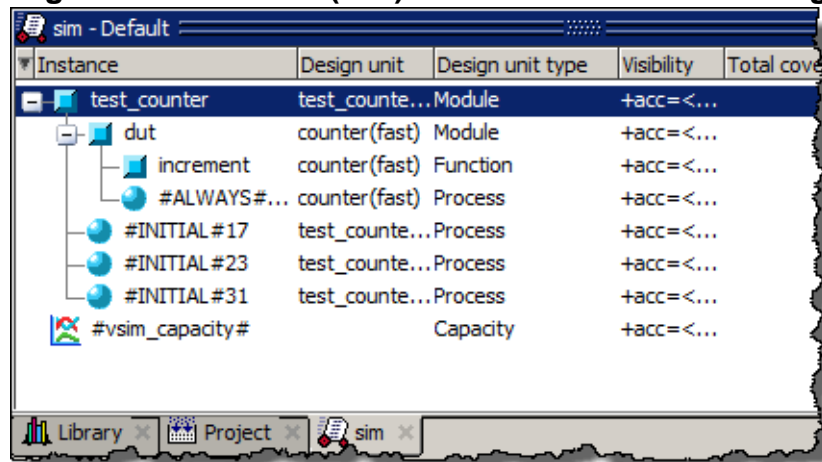 sim - Default
Instance Design unit Design unit type Visibility Total cove
test_counter test_counte... Module +acc=<...
dut counter(fast) Module +acc=<...
increment counter(fast) Function +acc=<...
#ALWAYS#... counter(fast) Process +acc=<...
#INITIAL#17 test_counte... Process +acc=<...
#INITIAL#23 test_counte... Process +acc=<...
#INITIAL#31 test_counte... Process +acc=<...
#vsim_capacity# Capacity +acc=<...
Library Project sim